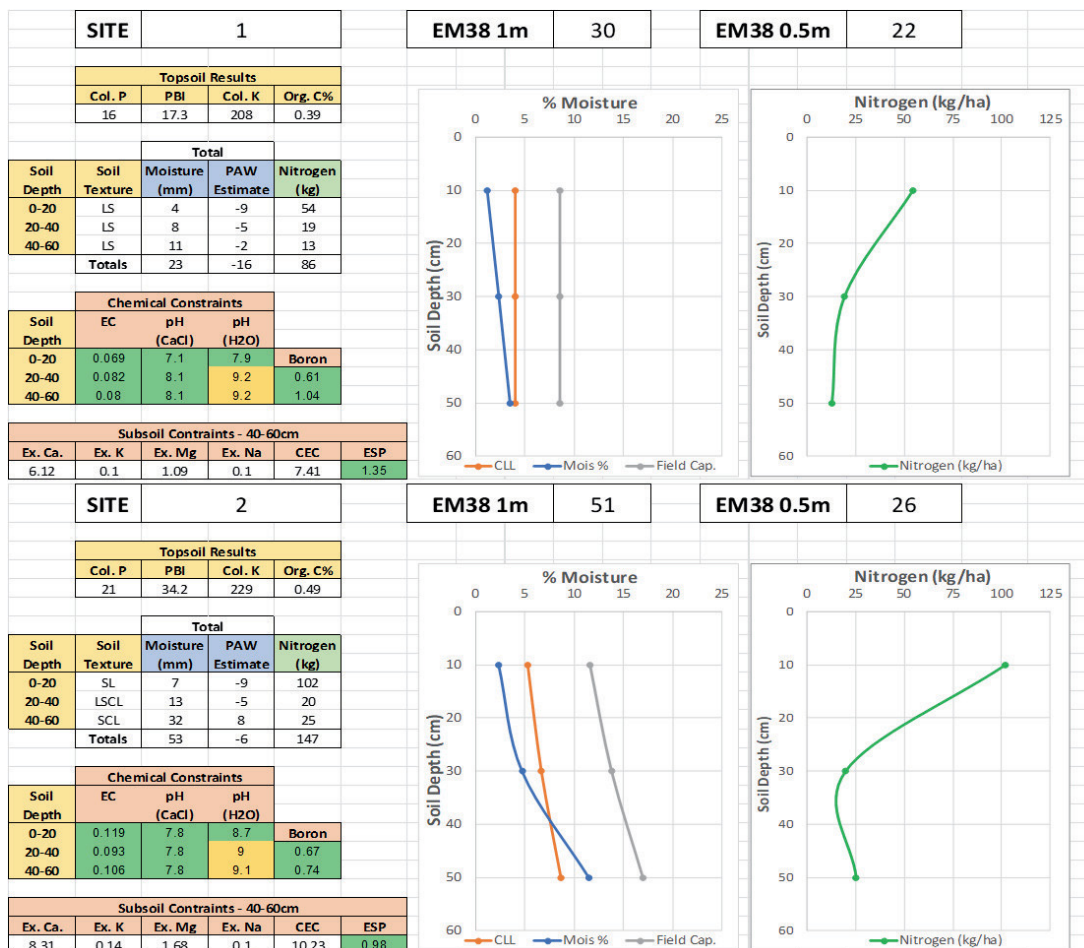 SITE 1 EM38 1m 30 EM38 0.5m 22
Topsoil Results
Col. P PBI Col. K Org. C%
16 17.3 208 0.39
Total
Soil Soil Moisture PAW Nitrogen
Depth Texture (mm) Estimate (kg)
0-20 LS 4 -9 54
20-40 LS 8 -5 19
40-60 LS 11 -2 13
Totals 23 -16 86
Chemical Constraints
Soil EC pH pH
Depth (CaCl) (H2O)
0-20 0.069 7.1 7.9 Boron
20-40 0.082 8.1 9.2 0.61
40-60 0.08 8.1 9.2 1.04
Subsoil Contraints - 40-60cm
Ex. Ca. Ex. K Ex. Mg Ex. Na CEC ESP
6.12 0.1 1.09 0.1 7.41 1.35
% Moisture
0 5 10 15 20 25
0
10
20
30
40
50
60
Soil Depth (cm)
CLL Mois % Field Cap.
Nitrogen (kg/ha)
0 25 50 75 100 125
0
10
20
30
40
50
60
Soil Depth (cm)
Nitrogen (kg/ha)
SITE 2 EM38 1m 51 EM38 0.5m 26
Topsoil Results
Col. P PBI Col. K Org. C%
21 34.2 229 0.49
Total
Soil Soil Moisture PAW Nitrogen
Depth Texture (mm) Estimate (kg)
0-20 SL 7 -9 102
20-40 LSCL 13 -5 20
40-60 SCL 32 8 25
Totals 53 -6 147
Chemical Constraints
Soil EC pH pH
Depth (CaCl) (H2O)
0-20 0.119 7.8 8.7 Boron
20-40 0.093 7.8 9 0.67
40-60 0.106 7.8 9.1 0.74
Subsoil Contraints - 40-60cm
Ex. Ca. Ex. K Ex. Mg Ex. Na CEC ESP
8.31 0.14 1.68 0.1 10.23 0.98
% Moisture
0 5 10 15 20 25
0
10
20
30
40
50
60
Soil Depth (cm)
CLL Mois % Field Cap.
Nitrogen (kg/ha)
0 25 50 75 100 125
0
10
20
30
40
50
60
Soil Depth (cm)
Nitrogen (kg/ha)